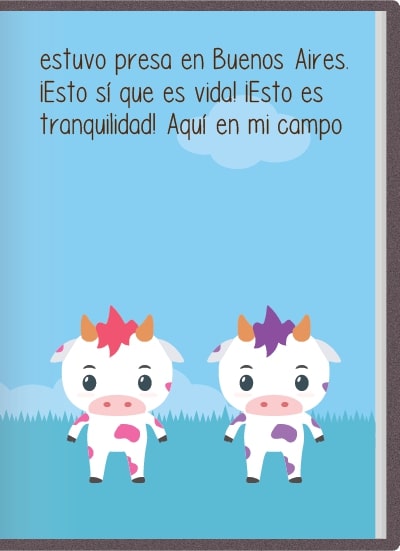 estuvo presa en Buenos Aires.
¡Esto sí que es vida! ¡Esto es
tranquilidad! Aquí en mi campo